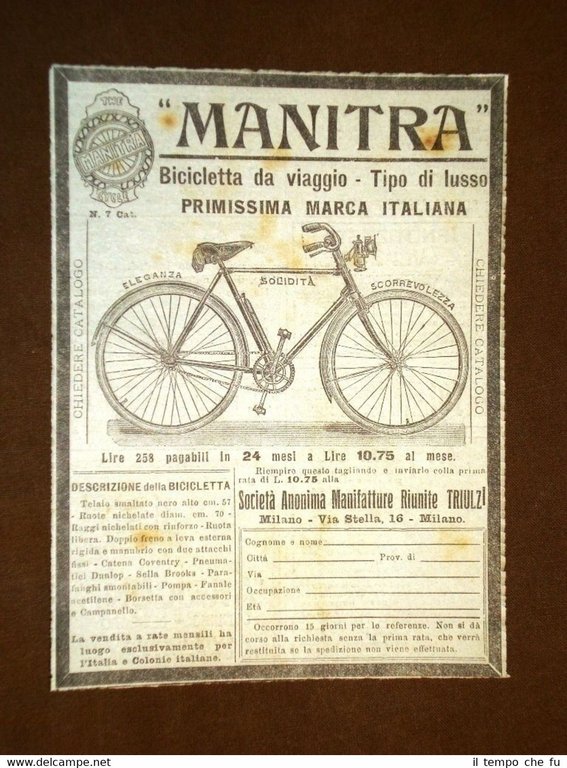 THE
MANITRA
CYCLE
"MANITRA"
Bicicletta da viaggio - Tipo di lusso
PRIMISSIMA MARCA ITALIANA
N. 7 Cat.
CHIEDERE CATALOGO
ELEGANZA
SOLIDITÀ
SCORREVOLEZZA
CHIEDERE CATALOGO
Lire 258 pagabili in 24 mesi a Lire 10.75 al mese.
DESCRIZIONE della BICICLETTA
Telaio smaltato nero alto cm. 57
- Ruote nichelate diam. cm. 70 -
Raggi nichelati con rinforzo - Ruota
libera. Doppio freno a leva esterna
rigida e manubrio con due attacchi
fissi - Catena Coventry - Pneuma-
tici Dunlop - Sella Brooks - Para-
fanghi smontabili - Pompa - Fanale
acetilene - Borsetta con accessori
e Campanello.
La vendita a rate mensili ha
luogo esclusivamente per
l'Italia e Colonie italiane.
Riempire questo tagliando e inviarlo colla prima
rata di L. 10.75 alla
Società Anonima Manifatture Riunite TRIULZI
Milano - Via Stella, 16 - Milano.
Cognome e nome
Città Prov. di
Via
Occupazione
Età
Occorrono 15 giorni per le referenze. Non si dà
corso alla richiesta senza la prima rata, che verrà
restituita se la spedizione non viene effettuata.
il tempo che fu